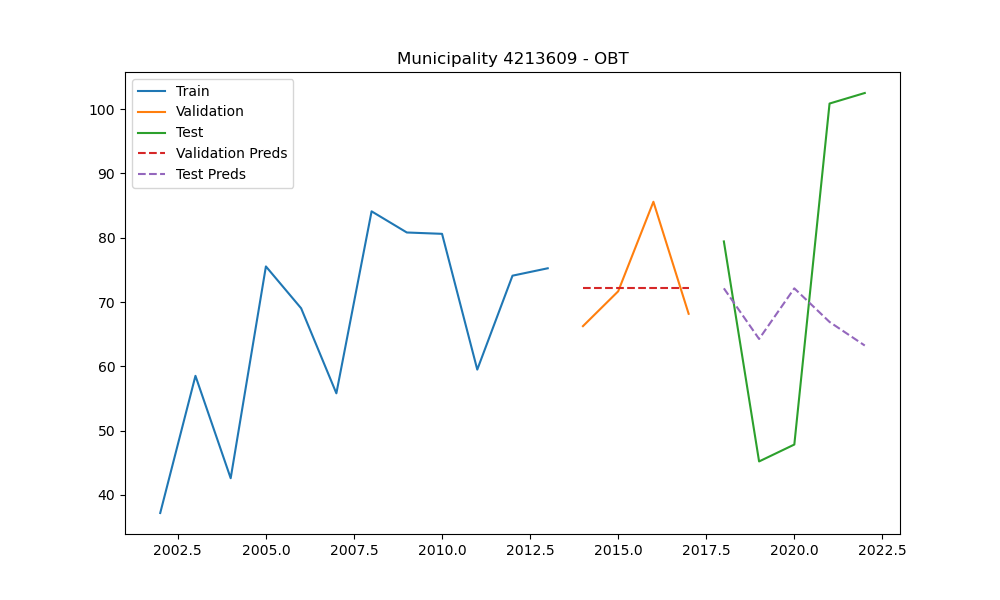 Municipality 4213609 - OBT
Train
Validation
Test
Validation Preds
Test Preds
100
90
80
70
60
50
40
2002.5 2005.0 2007.5 2010.0 2012.5 2015.0 2017.5 2020.0 2022.5